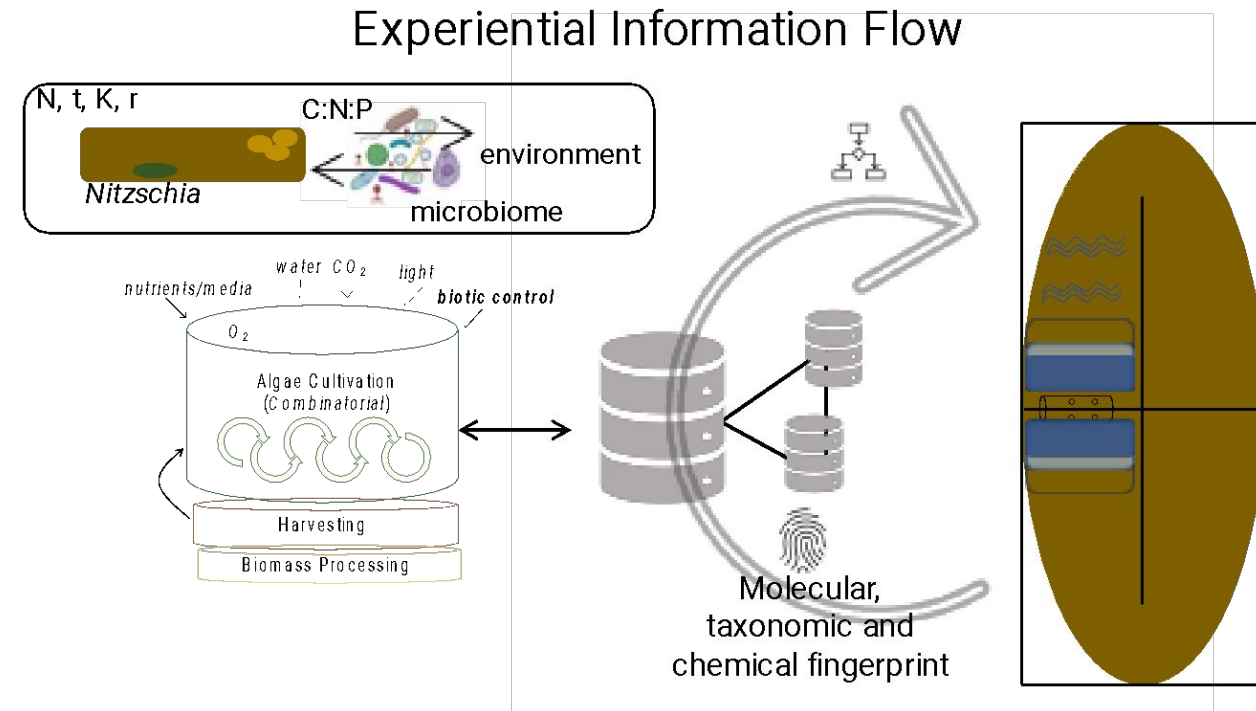 Experiential Information Flow
N, t, K, r
C:N:P
environment
Nitzschia
microbiome
water CO₂
light
nutrients/media
biotic control
O₂
Algae Cultivation
(Combinatorial)
Harvesting
Biomass Processing
Molecular,
taxonomic and
chemical fingerprint